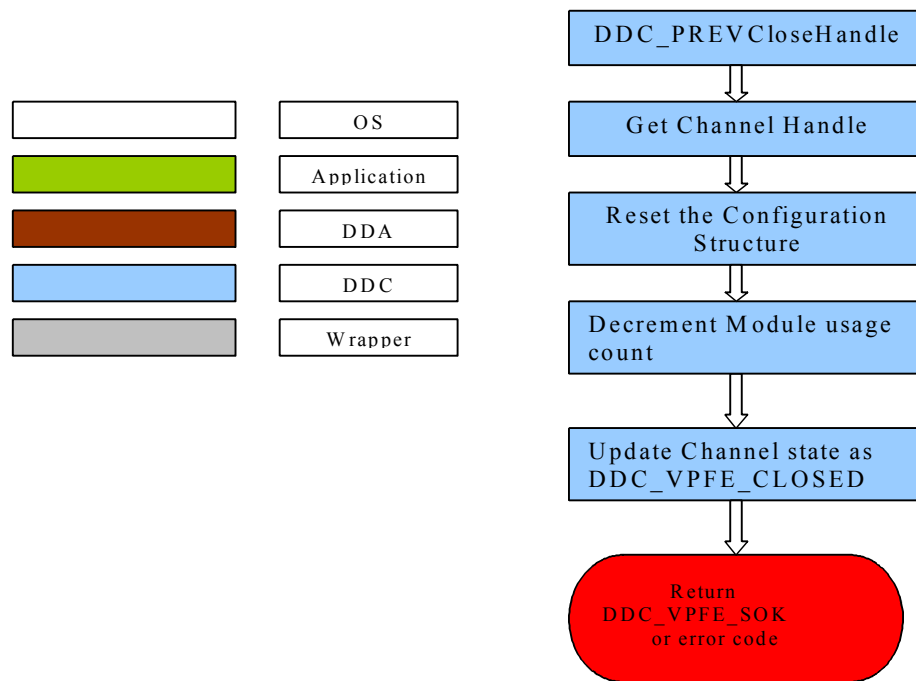 DDC_PREVCloseHandle
OS
Get Channel Handle
Application
Reset the Configuration
Structure
DDA
DDC
Decrement Module usage
count
Wrapper
Update Channel state as
DDC_VPFE_CLOSED
Return
DDC_VPFE_SOK
or error code